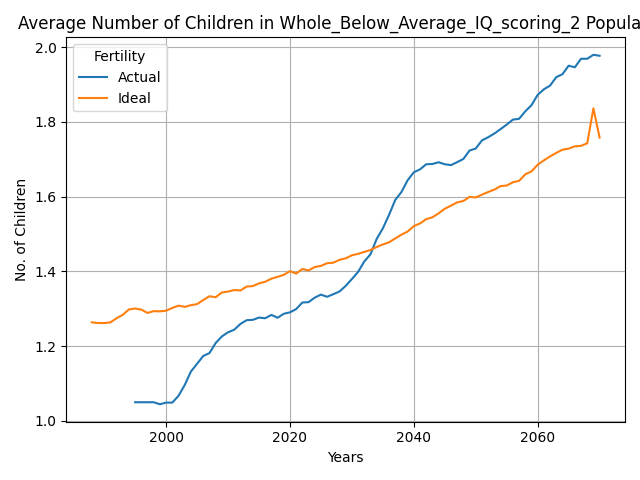 Average Number of Children in Whole_Below_Average_IQ_scoring_2 Popula
Fertility
Actual
Ideal
No. of Children
2.0
1.8
1.6
1.4
1.2
1.0
2000 2020 2040 2060
Years